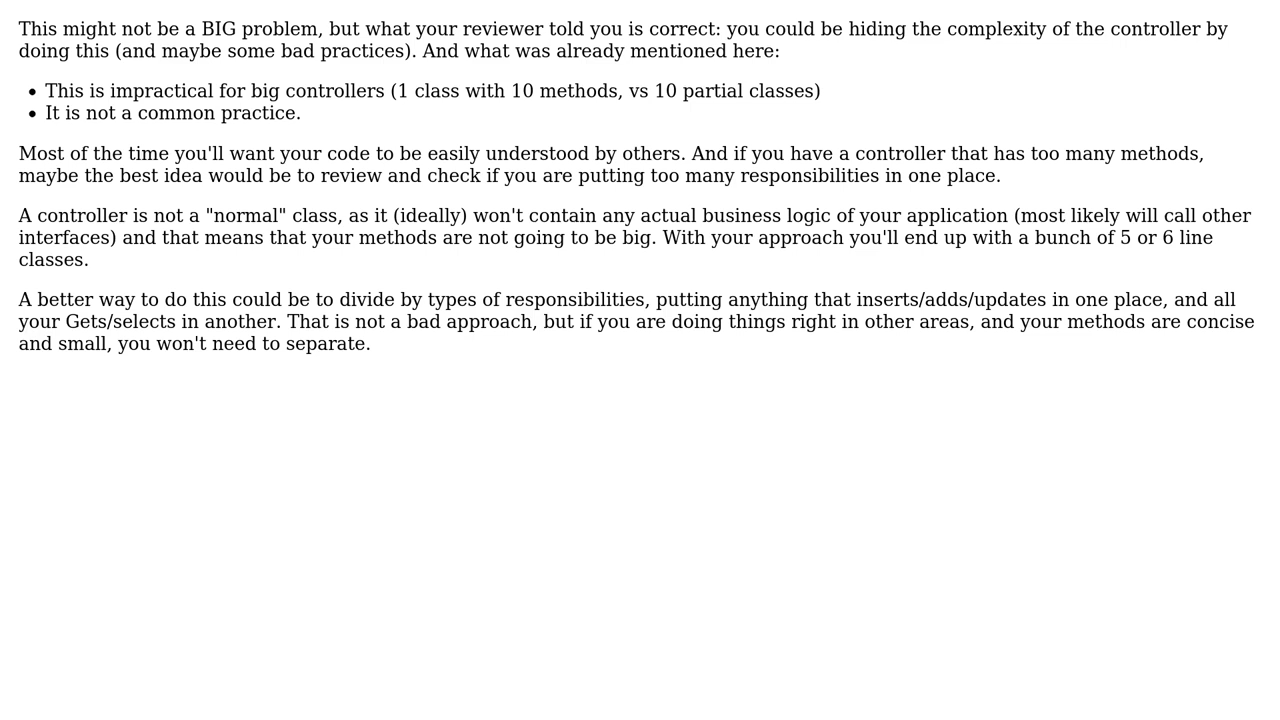 This might not be a BIG problem, but what your reviewer told you is correct: you could be hiding the complexity of the controller by
doing this (and maybe some bad practices). And what was already mentioned here:
• This is impractical for big controllers (1 class with 10 methods, vs 10 partial classes)
• It is not a common practice.
Most of the time you'll want your code to be easily understood by others. And if you have a controller that has too many methods,
maybe the best idea would be to review and check if you are putting too many responsibilities in one place.
A controller is not a "normal" class, as it (ideally) won't contain any actual business logic of your application (most likely will call other
interfaces) and that means that your methods are not going to be big. With your approach you'll end up with a bunch of 5 or 6 line
classes.
A better way to do this could be to divide by types of responsibilities, putting anything that inserts/adds/updates in one place, and all
your Gets/selects in another. That is not a bad approach, but if you are doing things right in other areas, and your methods are concise
and small, you won't need to separate.